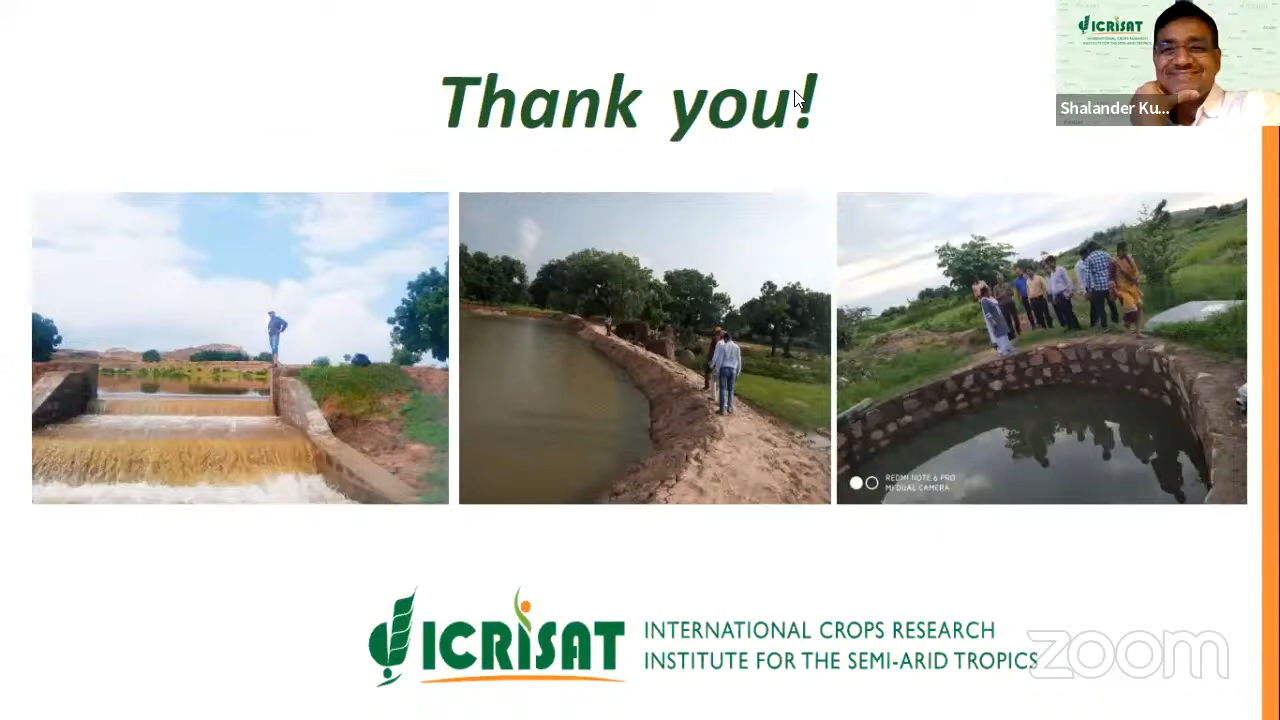 Thank you!
ICRISAT
Shalander Ku...
REDMI NOTE 6 PRO
MI DUAL CAMERA
ICRISAT
INTERNATIONAL CROPS RESEARCH
INSTITUTE FOR THE SEMI-ARID TROPICS
zoom